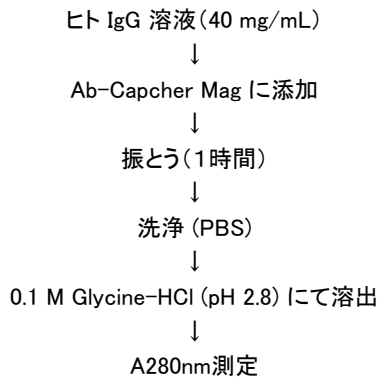 ヒト IgG 溶液(40 mg/mL)
↓
Ab-Capcher Mag に添加
↓
振とう(1時間)
↓
洗浄 (PBS)
↓
0.1 M Glycine-HCl (pH 2.8) にて溶出
↓
A280nm測定